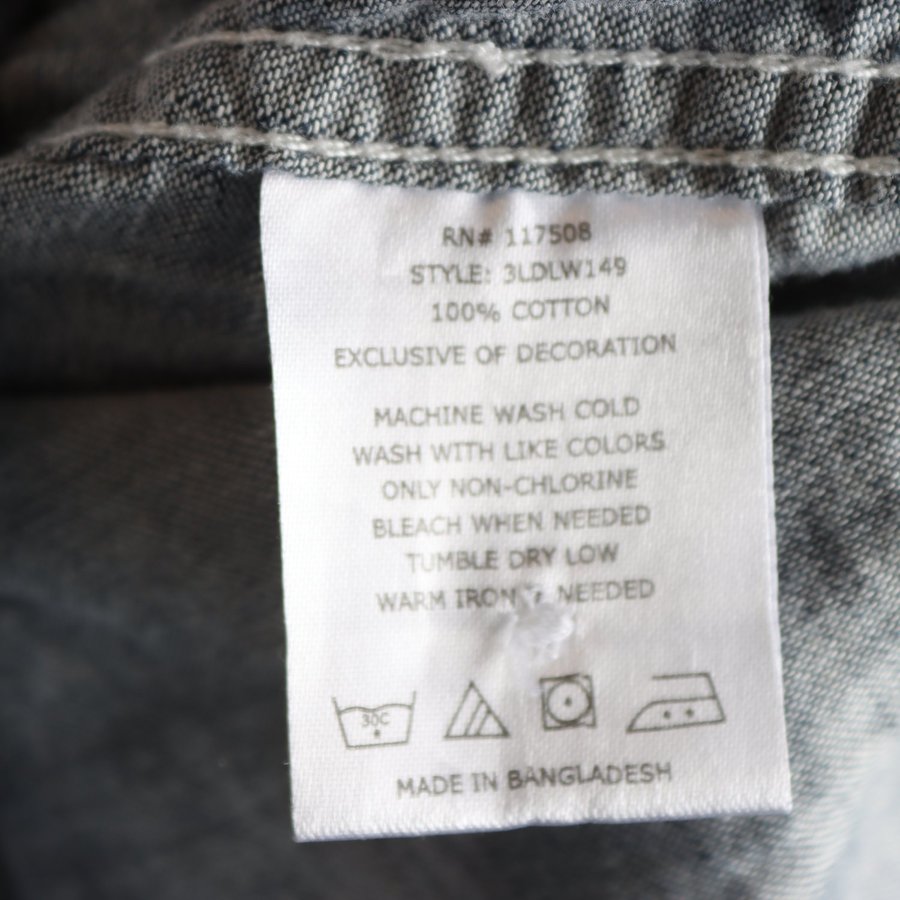 RN# 117508
STYLE: 3LDLW149
100% COTTON
EXCLUSIVE OF DECORATION
MACHINE WASH COLD
WASH WITH LIKE COLORS
ONLY NON-CHLORINE
BLEACH WHEN NEEDED
TUMBLE DRY LOW
WARM IRON NEEDED
30C
MADE IN BANGLADESH